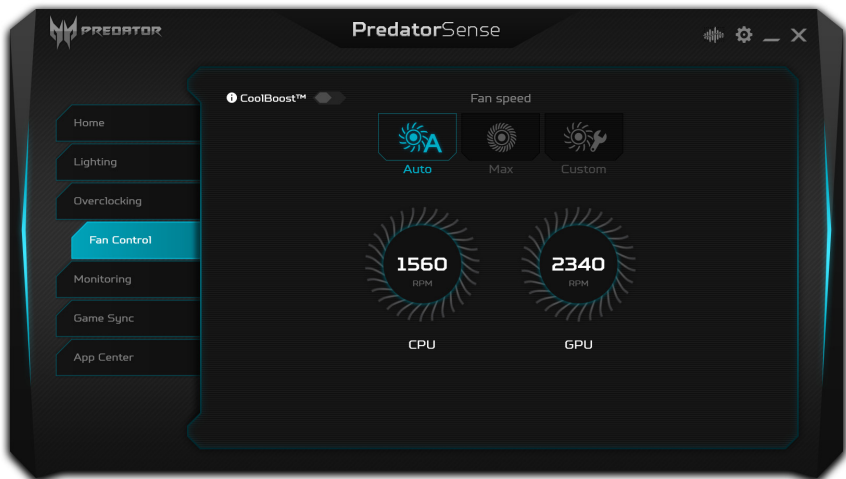 PREDATOR
PredatorSense
CoolBoost™
Fan speed
Home
Lighting
Overclocking
Fan Control
Monitoring
Game Sync
App Center
Auto
Max
Custom
1560
RPM
CPU
2340
RPM
GPU